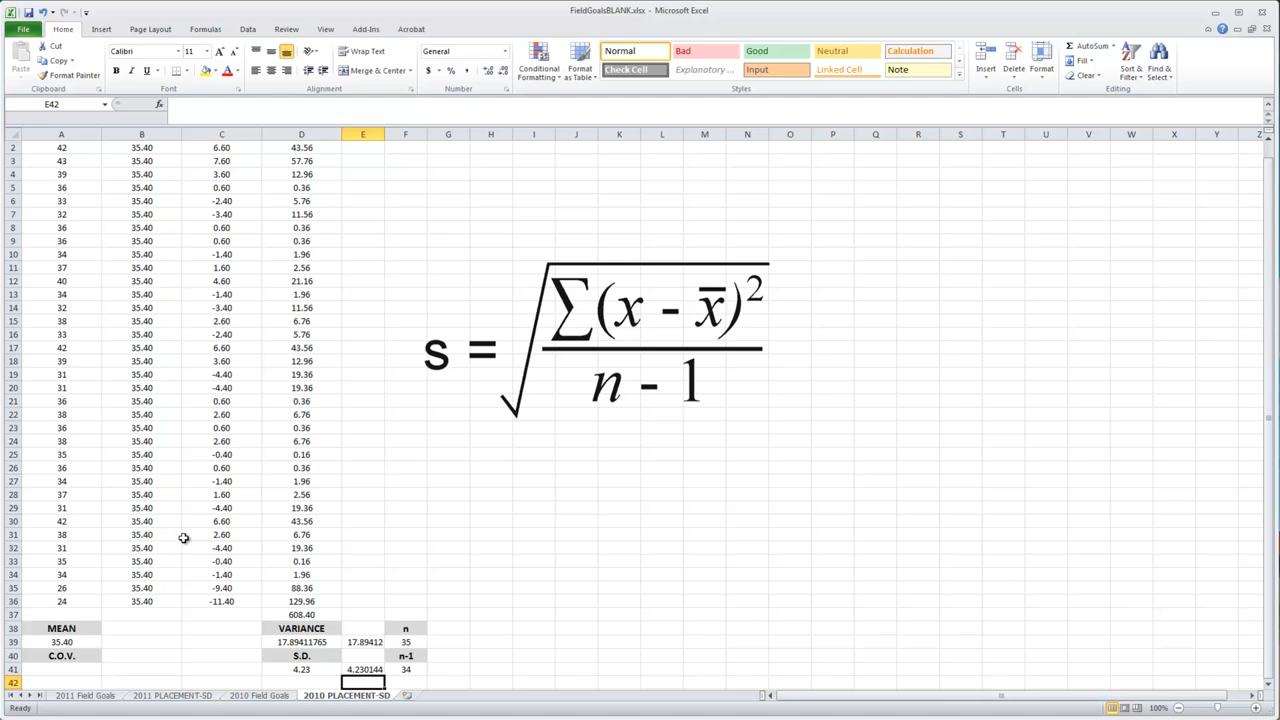 FieldGoalsBLANK.xlsx - Microsoft Excel
File Home Insert Page Layout Formulas Data Review View Add-Ins Acrobat
Cut Calibri 11 Wrap Text General Normal Bad Good Neutral Calculation AutoSum
Copy Fill
Paste Format Painter B I U Merge & Center $ % , Conditional Formatting Format as Table Check Cell Explanatory ... Input Linked Cell Note Insert Delete Format Clear Sort & Filter Find & Select
Clipboard Font Alignment Number Styles Cells Editing
E42 fx
A B C D E F G H I J K L M N O P Q R S T U V W X Y Z
2 42 35.40 6.60 43.56
3 43 35.40 7.60 57.76
4 39 35.40 3.60 12.96
5 36 35.40 0.60 0.36
6 33 35.40 -2.40 5.76
7 32 35.40 -3.40 11.56
8 36 35.40 0.60 0.36
9 36 35.40 0.60 0.36
10 34 35.40 -1.40 1.96
11 37 35.40 1.60 2.56
12 40 35.40 4.60 21.16
13 34 35.40 -1.40 1.96
14 32 35.40 -3.40 11.56
15 38 35.40 2.60 6.76
16 33 35.40 -2.40 5.76
17 42 35.40 6.60 43.56
18 39 35.40 3.60 12.96
19 31 35.40 -4.40 19.36
20 31 35.40 -4.40 19.36
21 36 35.40 0.60 0.36
22 38 35.40 2.60 6.76
23 36 35.40 0.60 0.36
24 38 35.40 2.60 6.76
25 35 35.40 -0.40 0.16
26 36 35.40 0.60 0.36
27 34 35.40 -1.40 1.96
28 37 35.40 1.60 2.56
29 31 35.40 -4.40 19.36
30 42 35.40 6.60 43.56
31 38 35.40 2.60 6.76
32 31 35.40 -4.40 19.36
33 35 35.40 -0.40 0.16
34 34 35.40 -1.40 1.96
35 26 35.40 -9.40 88.36
36 24 35.40 -11.40 129.96
37 608.40
38 MEAN VARIANCE n
39 35.40 17.89411765 17.89412 35
40 C.O.V. S.D. n-1
41 4.23 4.230144 34
42
s = √(∑(x - x̄)² / (n - 1))
2011 Field Goals 2011 PLACEMENT-SD 2010 Field Goals 2010 PLACEMENT-SD
Ready 100%